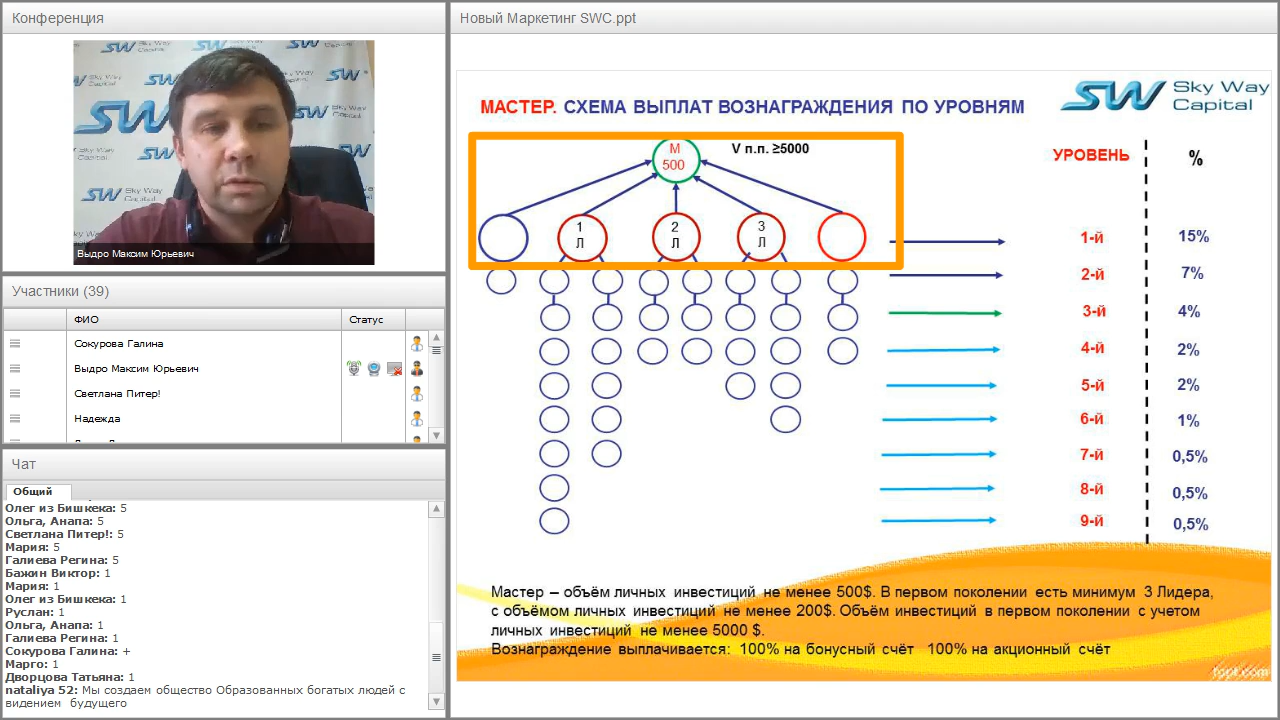 Конференция
SW
Sky Way
Capital
Выдро Максим Юрьевич
Участники (39)
ФИО
Статус
Сокурова Галина
Выдро Максим Юрьевич
Светлана Питер!
Надежда
Чат
Общий
Олег из Бишкека: 5
Ольга, Анапа: 5
Светлана Питер!: 5
Мария: 5
Галиева Регина: 5
Бажин Виктор: 1
Мария: 1
Олег из Бишкека: 1
Руслан: 1
Ольга, Анапа: 1
Галиева Регина: 1
Сокурова Галина: +
Марго: 1
Дворцова Татьяна: 1
nataliya 52: Мы создаем общество Образованных богатых людей с
видением будущего
Новый Маркетинг SWC.ppt
МАСТЕР. СХЕМА ВЫПЛАТ ВОЗНАГРАЖДЕНИЯ ПО УРОВНЯМ
SW Sky Way
Capital
М
500
V п.п. ≥5000
УРОВЕНЬ %
1
Л
2
Л
3
Л
1-й 15%
2-й 7%
3-й 4%
4-й 2%
5-й 2%
6-й 1%
7-й 0,5%
8-й 0,5%
9-й 0,5%
Мастер – объём личных инвестиций не менее 500$. В первом поколении есть минимум 3 Лидера,
с объёмом личных инвестиций не менее 200$. Объём инвестиций в первом поколении с учетом
личных инвестиций не менее 5000 $.
Вознаграждение выплачивается: 100% на бонусный счёт 100% на акционный счёт
fppt.com